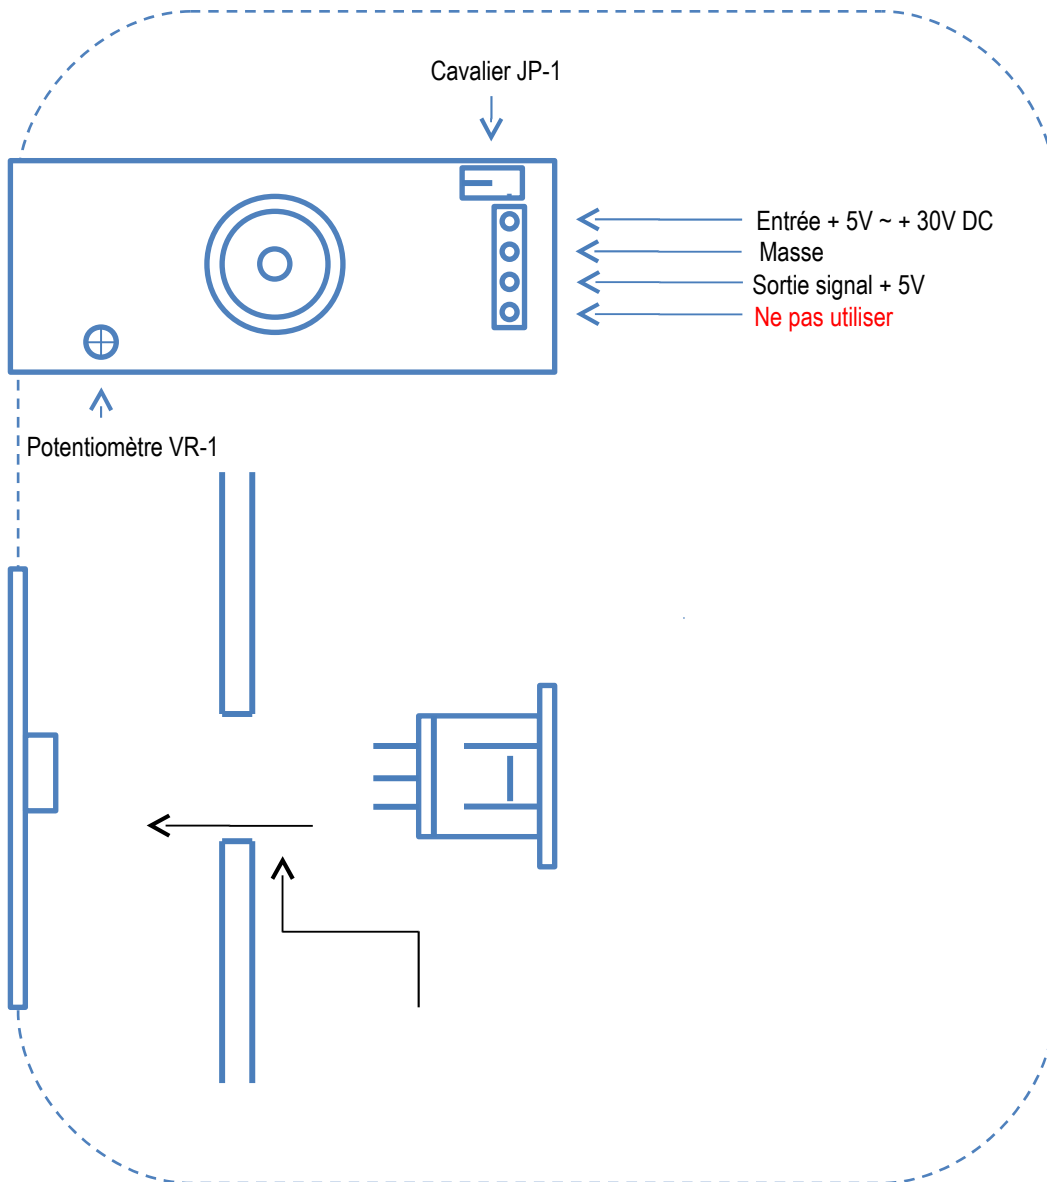 Cavalier JP-1
Entrée + 5V ~ + 30V DC
Masse
Sortie signal + 5V
Ne pas utiliser
Potentiomètre VR-1